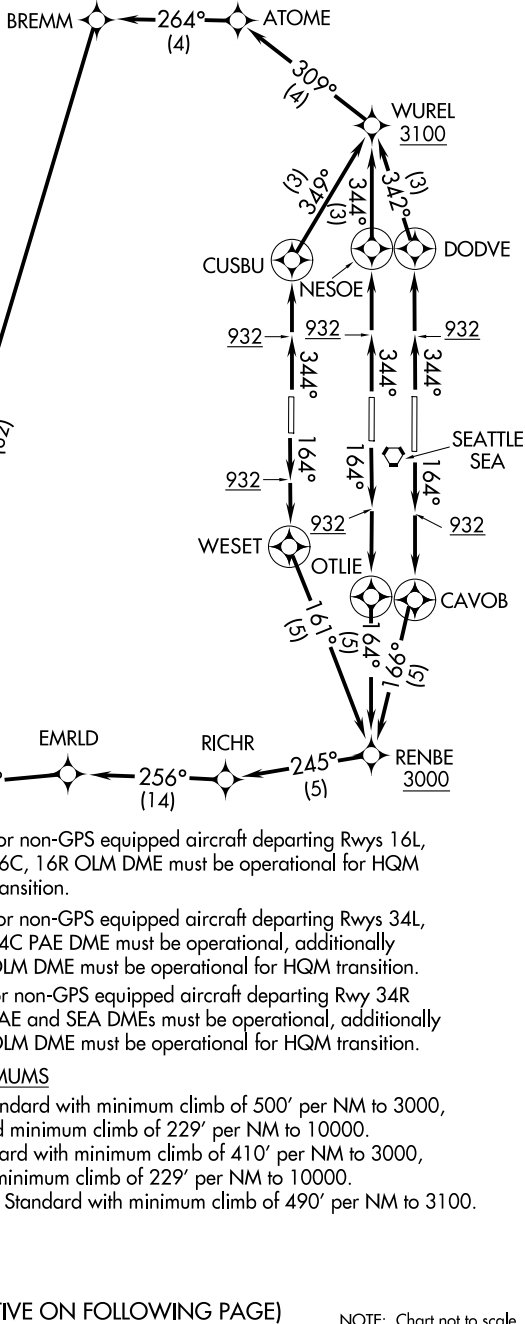 BREMM
264°
(4)
ATOME
309°
(4)
WUREL
3100
(3)
349°
344°
(3)
342°
(3)
CUSBU
NESOE
DODVE
932
932
932
344°
344°
344°
SEATTLE
SEA
164°
164°
164°
932
932
932
WESET
OTLIE
CAVOB
161°
(5)
164°
(5)
166°
(5)
EMRLD
RICHR
RENBE
3000
256°
(14)
245°
(5)
or non-GPS equipped aircraft departing Rwys 16L,
6C, 16R OLM DME must be operational for HQM
ansition.
or non-GPS equipped aircraft departing Rwys 34L,
4C PAE DME must be operational, additionally
OLM DME must be operational for HQM transition.
or non-GPS equipped aircraft departing Rwy 34R
AE and SEA DMEs must be operational, additionally
OLM DME must be operational for HQM transition.
MUMS
ndard with minimum climb of 500' per NM to 3000,
d minimum climb of 229' per NM to 10000.
ard with minimum climb of 410' per NM to 3000,
minimum climb of 229' per NM to 10000.
Standard with minimum climb of 490' per NM to 3100.
TIVE ON FOLLOWING PAGE)
NOTE: Chart not to scale